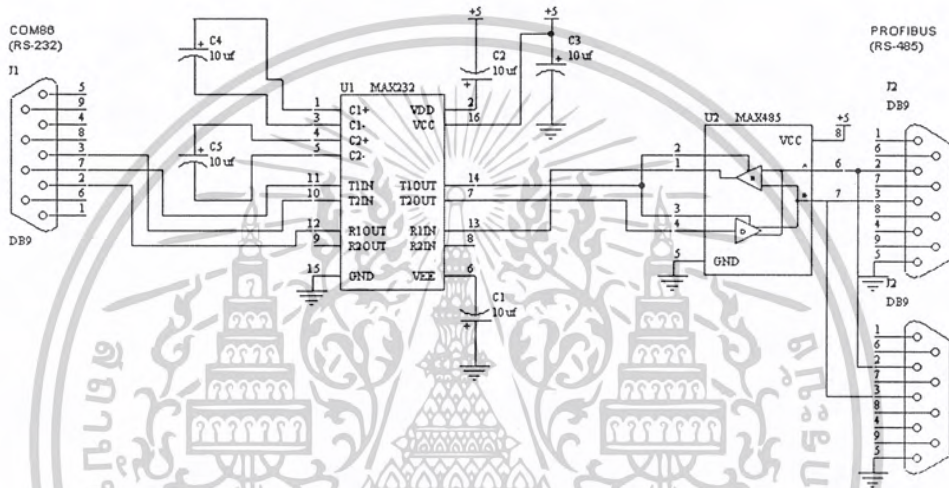 COM86
(RS-232)
J1
5
9
4
8
3
7
2
6
1
DB9
C4
10 uf
C5
10 uf
U1 MAX232
1
3
4
5
11
10
12
9
15
C1+
C1-
C2+
C2-
T1IN
T2IN
R1OUT
R2OUT
GND
VDD
VCC
T1OUT
T2OUT
R1IN
R2IN
VEE
2
16
14
7
13
8
6
+5
C2
10 uf
+5
C3
10 uf
C1
10 uf
U2 MAX485
2
1
3
4
5
GND
VCC
8
+5
6
7
PROFIBUS
(RS-485)
J2
DB9
1
6
2
7
3
8
4
9
5
J2
DB9
1
6
2
7
3
8
4
9
5